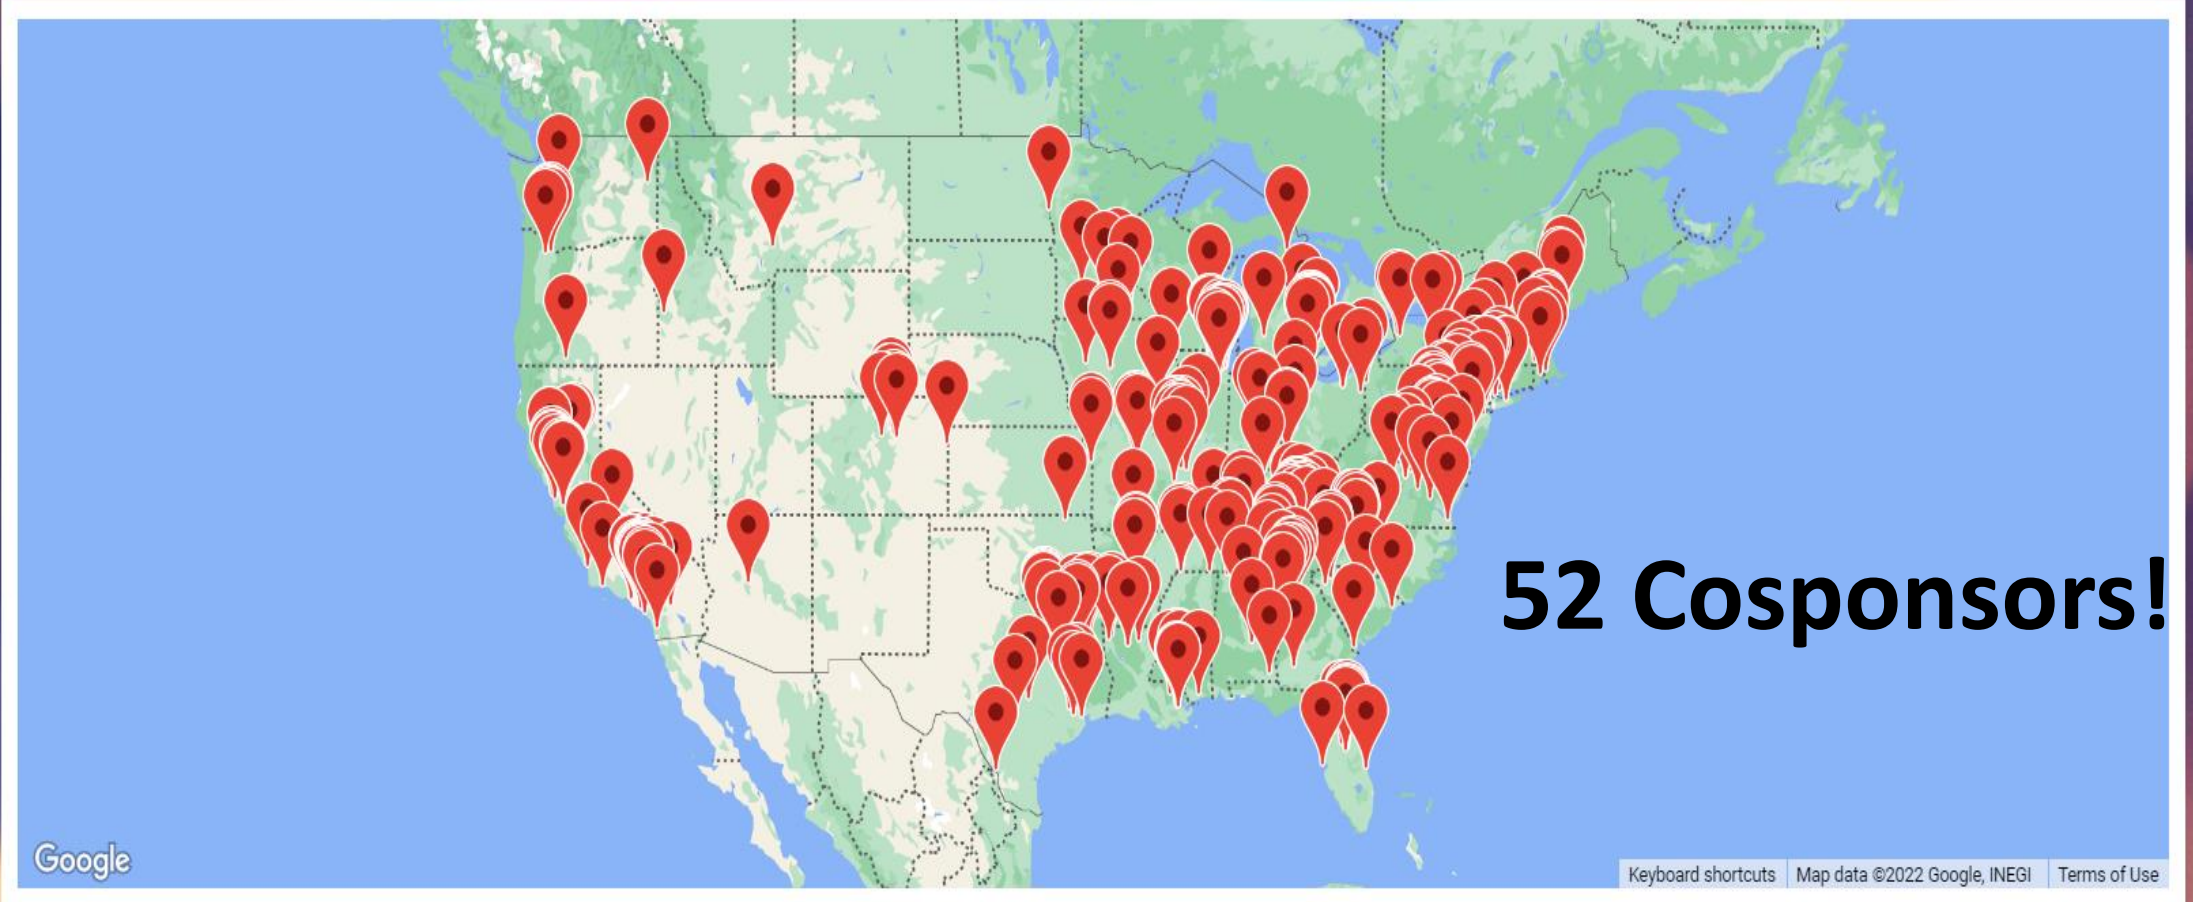 52 Cosponsors!
Google
Keyboard shortcuts
Map data ©2022 Google, INEGI
Terms of Use